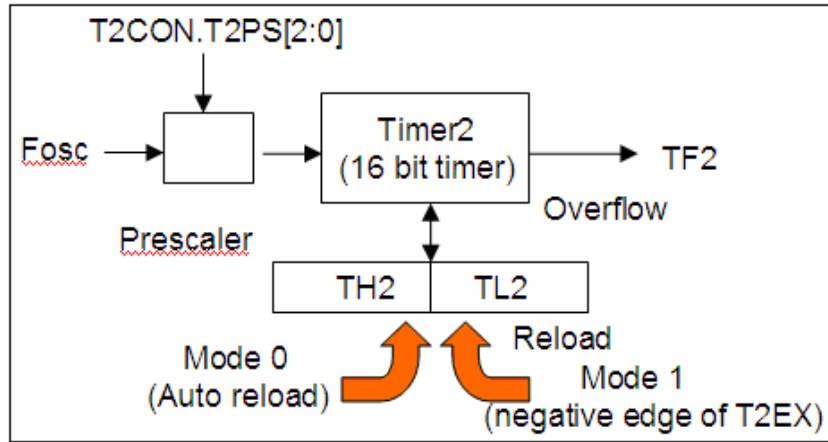 T2CON.T2PS[2:0]
Fosc
Timer2
(16 bit timer)
TF2
Overflow
Prescaler
TH2
TL2
Reload
Mode 0
(Auto reload)
Mode 1
(negative edge of T2EX)